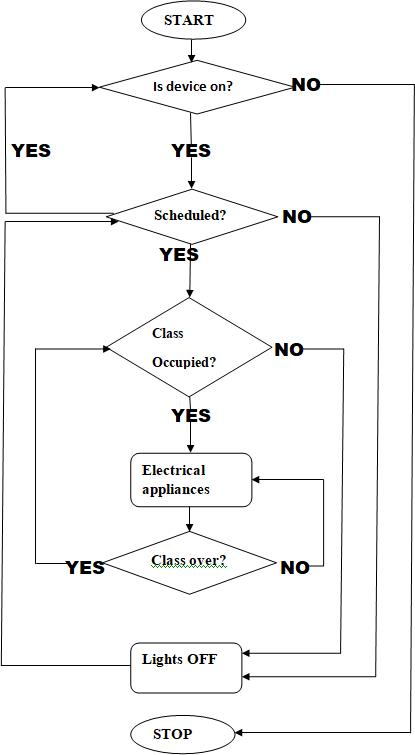 START
Is device on?
NO
YES
YES
Scheduled?
NO
YES
Class
Occupied?
NO
YES
Electrical
appliances
Class over?
YES
NO
Lights OFF
STOP